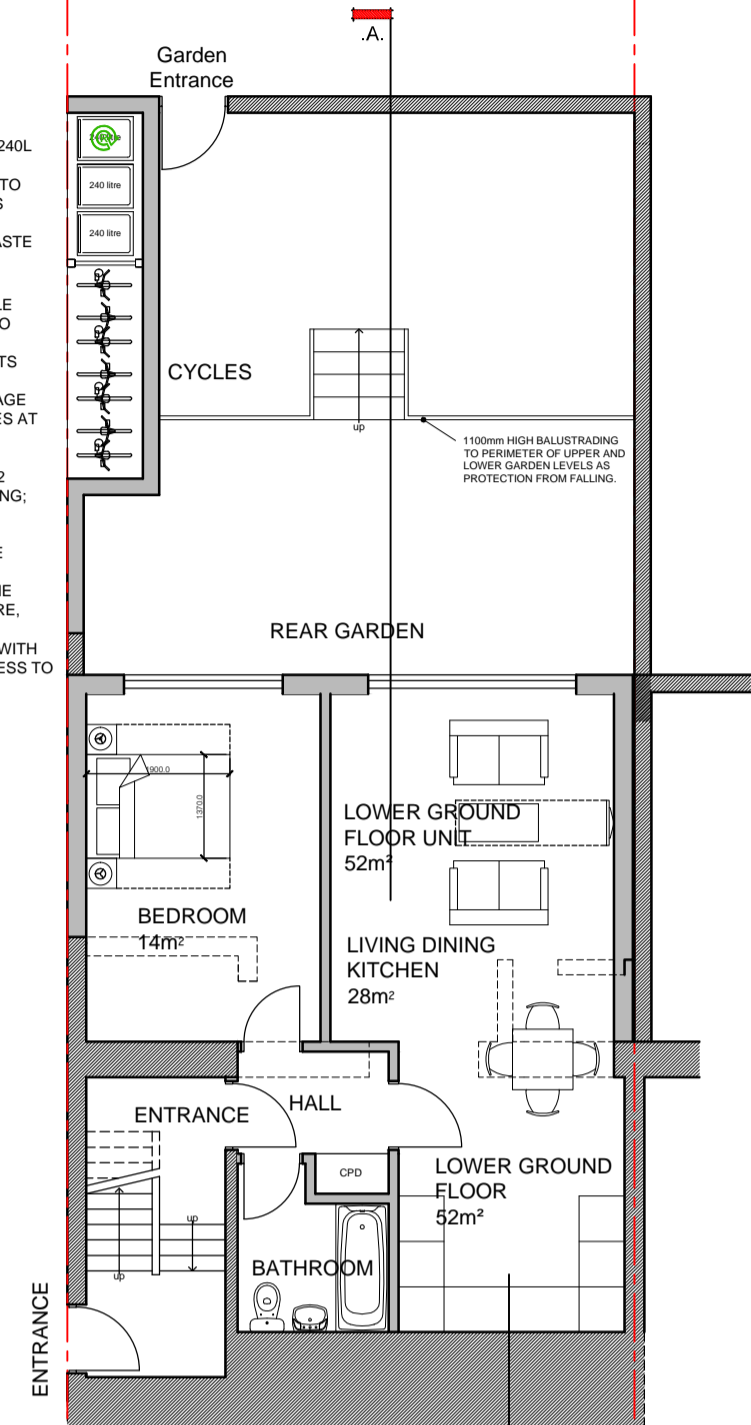 .A.
Garden
Entrance
240L
TO
S
ASTE
240 litre
240 litre
LE
O
TS
AGE
ES AT
2
NG;
E
HE
RE,
WITH
ESS TO
CYCLES
up
1100mm HIGH BALUSTRADING
TO PERIMETER OF UPPER AND
LOWER GARDEN LEVELS AS
PROTECTION FROM FALLING.
REAR GARDEN
1900.0
1370.0
LOWER GROUND
FLOOR UNIT
52m²
BEDROOM
14m²
LIVING DINING
KITCHEN
28m²
ENTRANCE
HALL
CPD
LOWER GROUND
FLOOR
52m²
up
up
BATHROOM
ENTRANCE